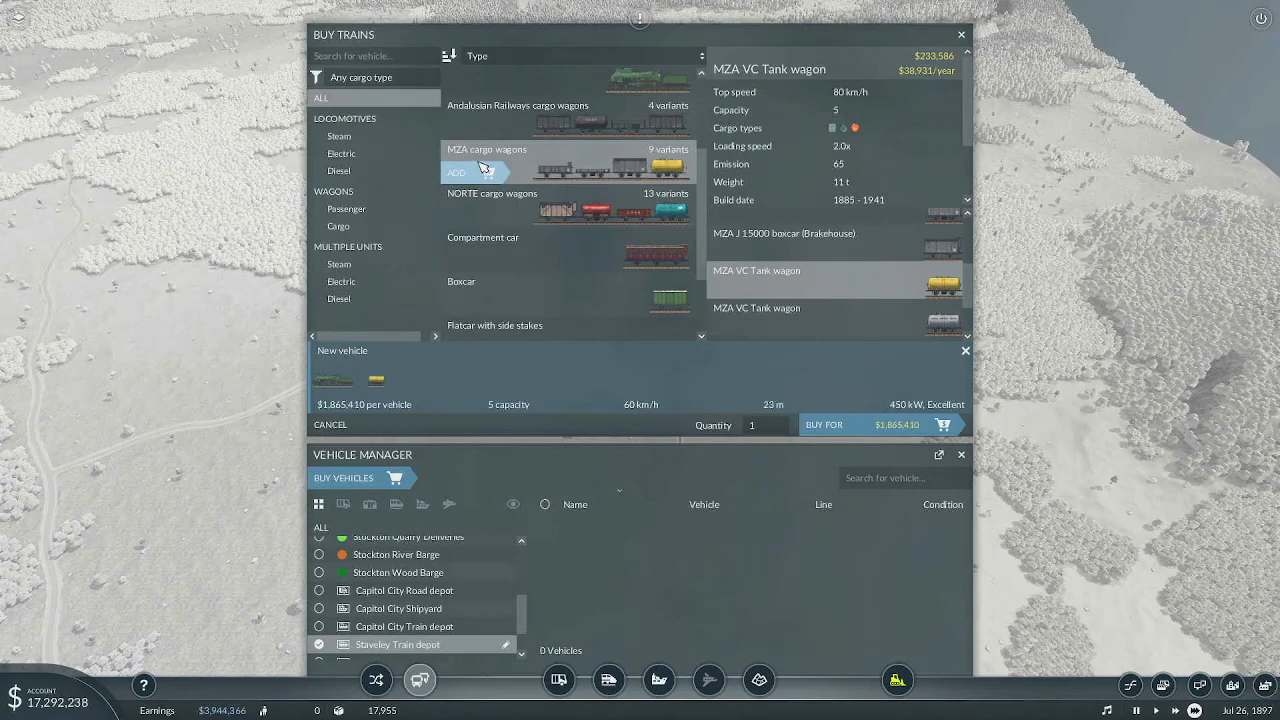 BUY TRAINS
Search for vehicle...
Type
Any cargo type
ALL
LOCOMOTIVES
Steam
Electric
Diesel
WAGONS
Passenger
Cargo
MULTIPLE UNITS
Steam
Electric
Diesel
Andalusian Railways cargo wagons 4 variants
MZA cargo wagons 9 variants
ADD
NORTE cargo wagons 13 variants
Compartment car
Boxcar
Flatcar with side stakes
$233,586
MZA VC Tank wagon $38,931/year
Top speed 80 km/h
Capacity 5
Cargo types
Loading speed 2.0x
Emission 65
Weight 11 t
Build date 1885 - 1941
MZA J 15000 boxcar (Brakehouse)
MZA VC Tank wagon
MZA VC Tank wagon
New vehicle
$1,865,410 per vehicle 5 capacity 60 km/h 23 m 450 kW, Excellent
CANCEL Quantity 1 BUY FOR $1,865,410
VEHICLE MANAGER
BUY VEHICLES Search for vehicle...
Name Vehicle Line Condition
ALL
Stockton Quarry Deliveries
Stockton River Barge
Stockton Wood Barge
Capitol City Road depot
Capitol City Shipyard
Capitol City Train depot
Staveley Train depot
0 Vehicles
$ ACCOUNT
17,292,238
?
Earnings $3,944,366 0 17,955 Jul 26, 1897